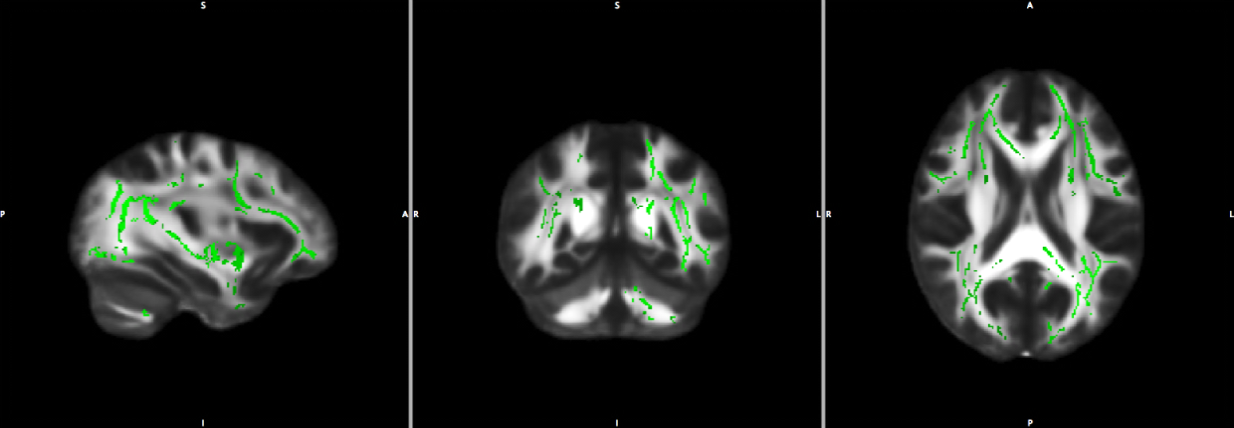 S S A
P A R L R L
I I P